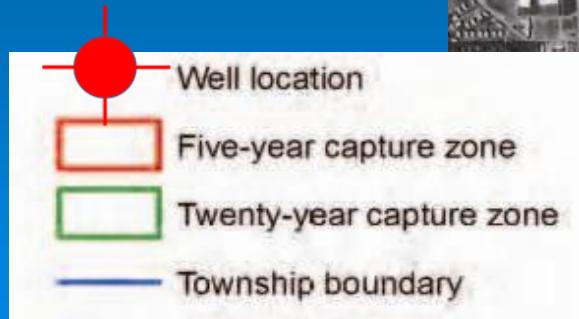 Well location
Five-year capture zone
Twenty-year capture zone
Township boundary